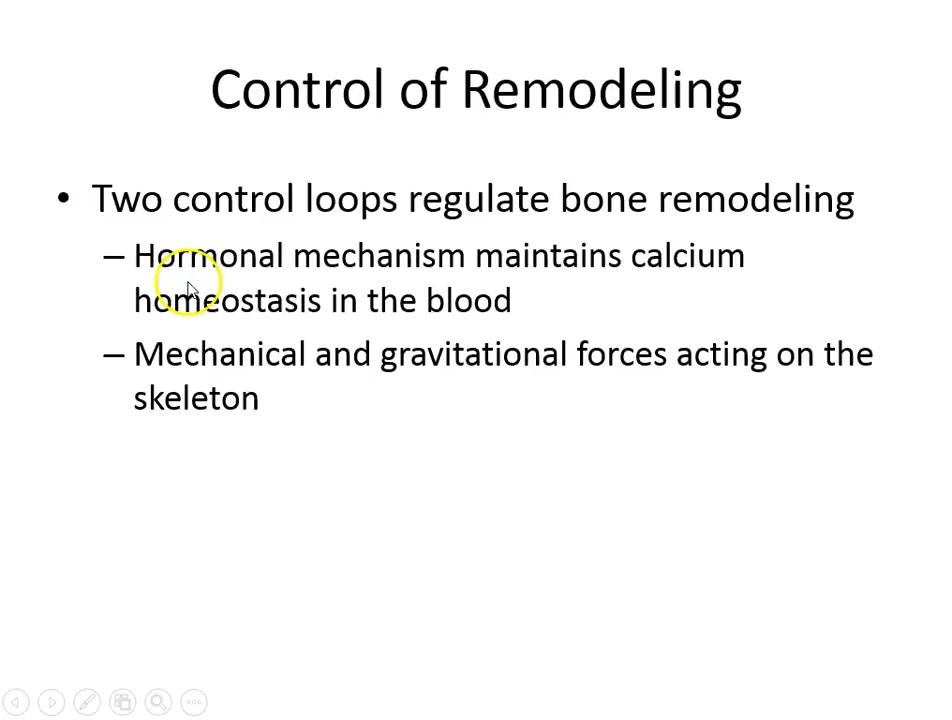 Control of Remodeling
• Two control loops regulate bone remodeling
– Hormonal mechanism maintains calcium
homeostasis in the blood
– Mechanical and gravitational forces acting on the
skeleton